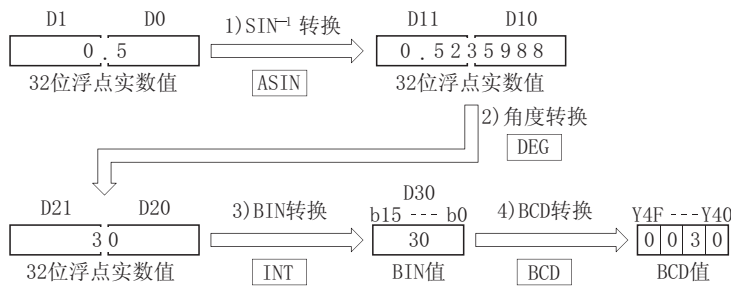 D1 D0
1)SIN⁻¹ 转换
D11 D10
0.5
0.5235988
32位浮点实数值
ASIN
32位浮点实数值
2)角度转换
DEG
D21 D20
3)BIN转换
D30
b15 --- b0
4)BCD转换
Y4F ---Y40
30
30
0 0 3 0
32位浮点实数值
INT
BIN值
BCD
BCD值